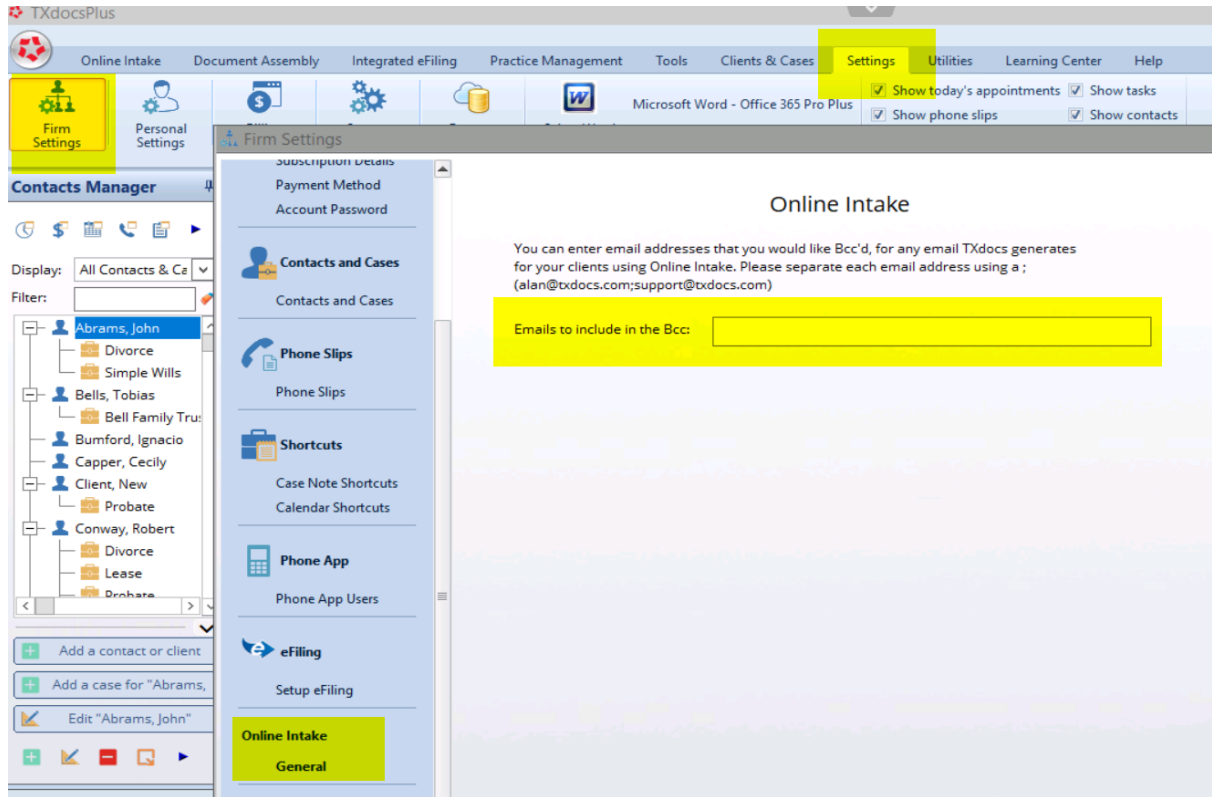 TXdocsPlus
Online Intake Document Assembly Integrated eFiling Practice Management Tools Clients & Cases Settings Utilities Learning Center Help
Firm
Settings
Personal
Settings
Microsoft Word - Office 365 Pro Plus
Show today's appointments Show tasks
Show phone slips Show contacts
Firm Settings
Contacts Manager
Display: All Contacts & Ca
Filter:
Abrams, John
Divorce
Simple Wills
Bells, Tobias
Bell Family Trus
Bumford, Ignacio
Capper, Cecily
Client, New
Probate
Conway, Robert
Divorce
Lease
Probate
Add a contact or client
Add a case for "Abrams,
Edit "Abrams, John"
Subscription Details
Payment Method
Account Password
Contacts and Cases
Contacts and Cases
Phone Slips
Phone Slips
Shortcuts
Case Note Shortcuts
Calendar Shortcuts
Phone App
Phone App Users
eFiling
Setup eFiling
Online Intake
General
Online Intake
You can enter email addresses that you would like Bcc'd, for any email TXdocs generates
for your clients using Online Intake. Please separate each email address using a ;
(alan@txdocs.com;support@txdocs.com)
Emails to include in the Bcc: